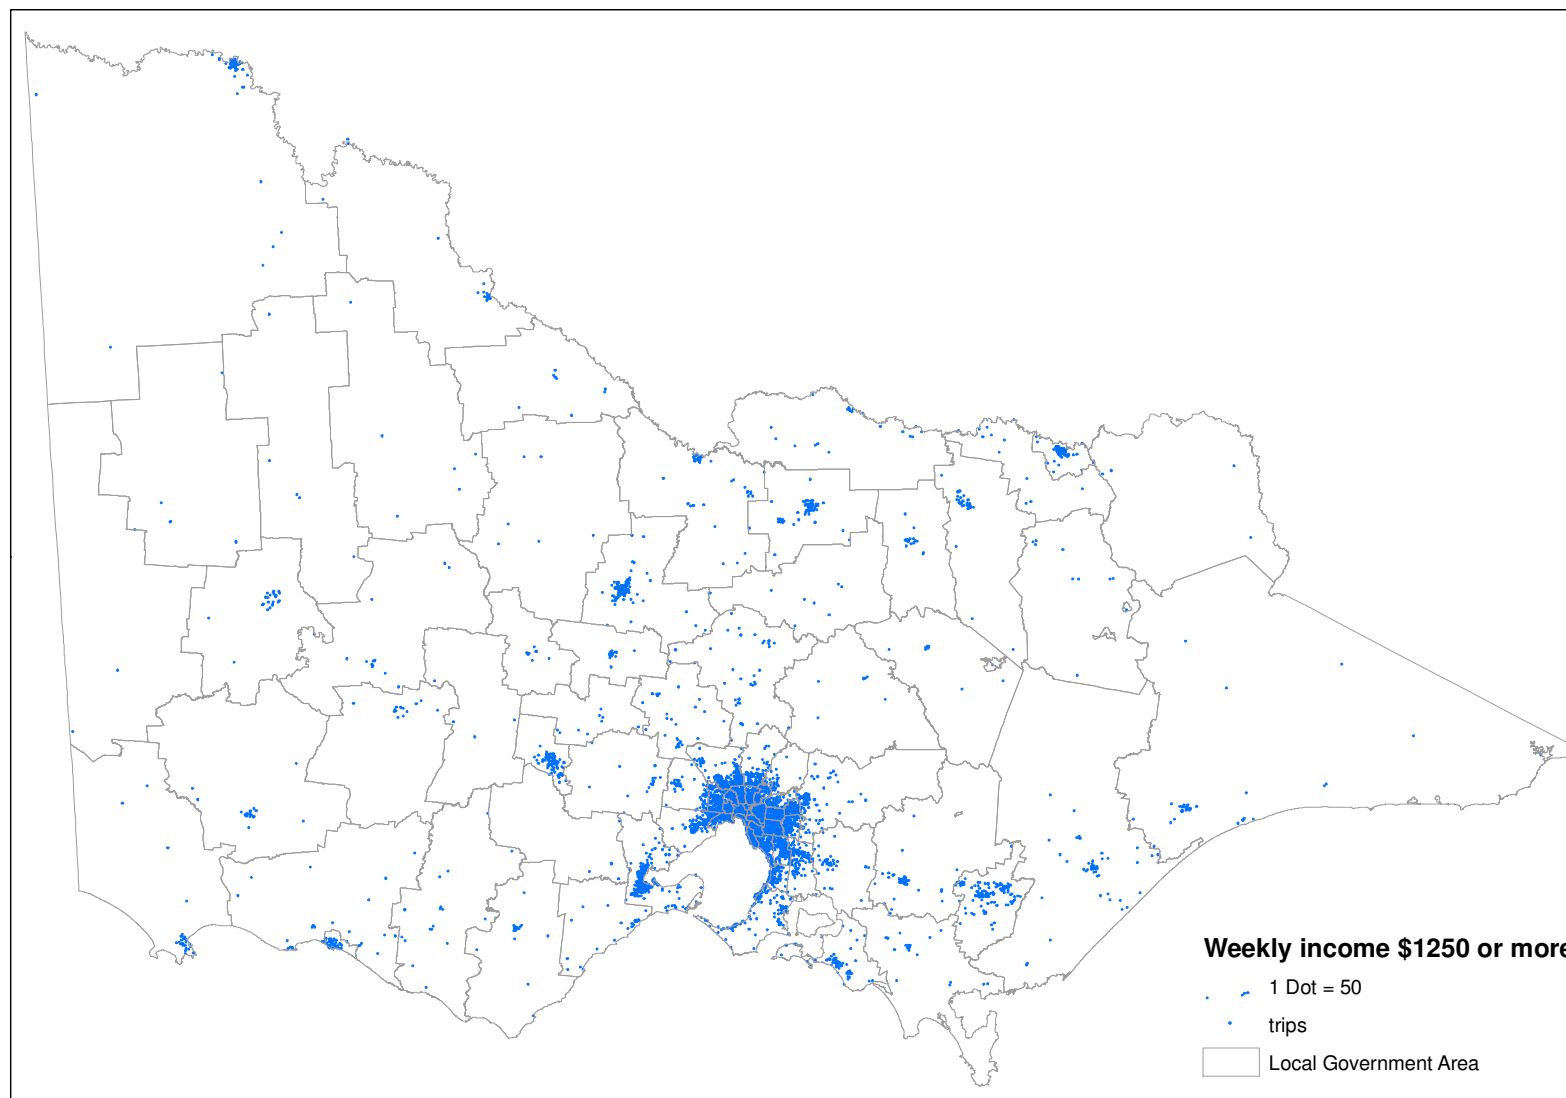 Weekly income $1250 or more
1 Dot = 50
trips
Local Government Area